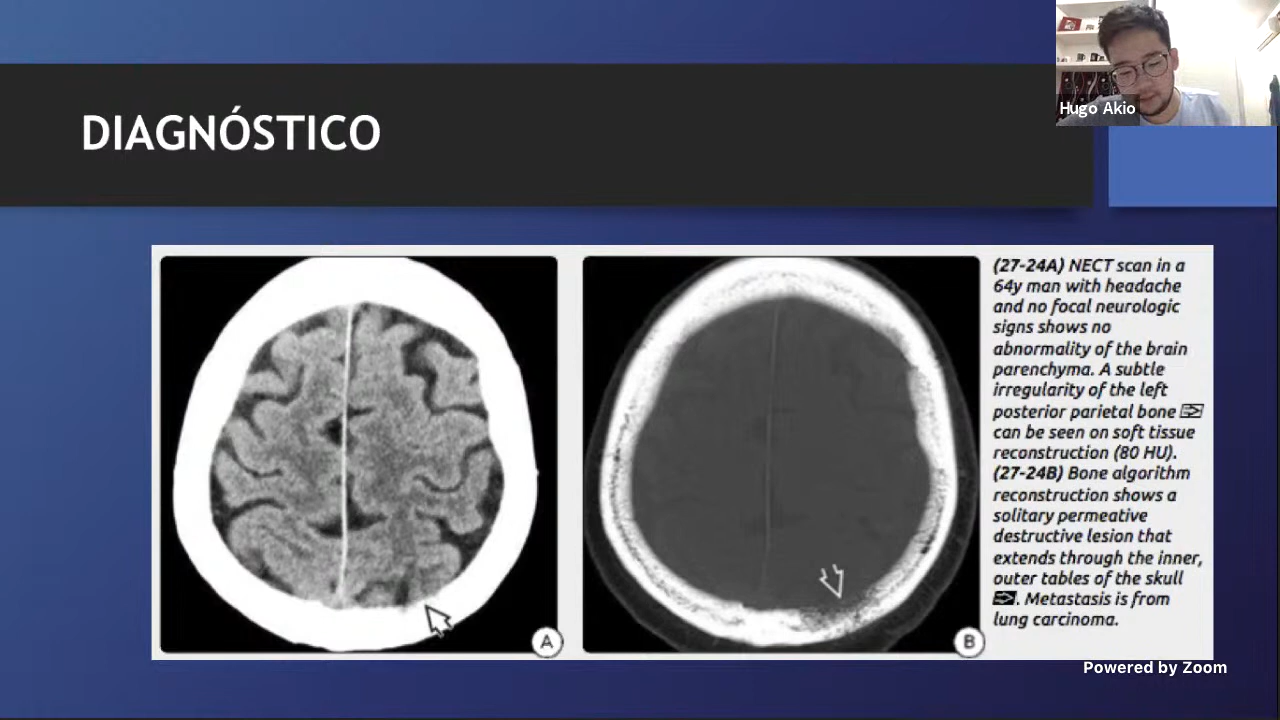 Hugo Akio
DIAGNÓSTICO
(27-24A) NECT scan in a
64y man with headache
and no focal neurologic
signs shows no
abnormality of the brain
parenchyma. A subtle
irregularity of the left
posterior parietal bone
can be seen on soft tissue
reconstruction (80 HU).
(27-24B) Bone algorithm
reconstruction shows a
solitary permeative
destructive lesion that
extends through the inner,
outer tables of the skull
. Metastasis is from
lung carcinoma.
A
B
Powered by Zoom